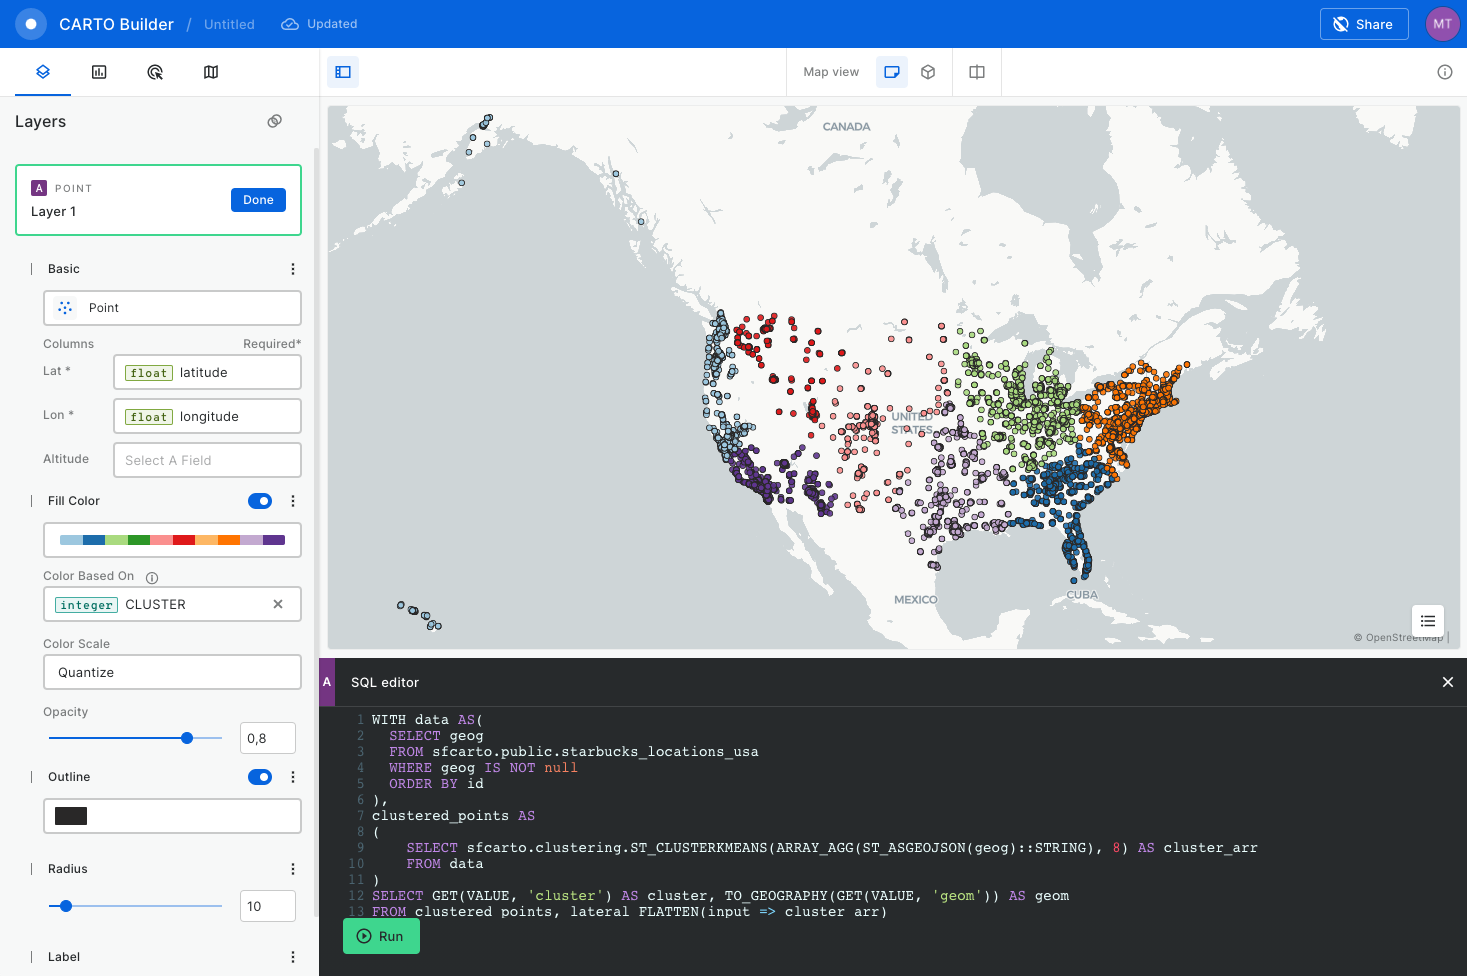 CARTO Builder / Untitled Updated Share MT
Map view
Layers
A POINT
Layer 1
Done
Basic
Point
Columns Required*
Lat * float latitude
Lon * float longitude
Altitude Select A Field
Fill Color
Color Based On
integer CLUSTER
Color Scale
Quantize
Opacity
0,8
Outline
Radius
10
Label
CANADA
UNITED
STATES
MEXICO
CUBA
© OpenStreetMap
A SQL editor
1 WITH data AS(
2 SELECT geog
3 FROM sfcarto.public.starbucks_locations_usa
4 WHERE geog IS NOT null
5 ORDER BY id
6 ),
7 clustered_points AS
8 (
9 SELECT sfcarto.clustering.ST_CLUSTERKMEANS(ARRAY_AGG(ST_ASGEOJSON(geog)::STRING), 8) AS cluster_arr
10 FROM data
11 )
12 SELECT GET(VALUE, 'cluster') AS cluster, TO_GEOGRAPHY(GET(VALUE, 'geom')) AS geom
13 FROM clustered_points, lateral FLATTEN(input => cluster_arr)
Run